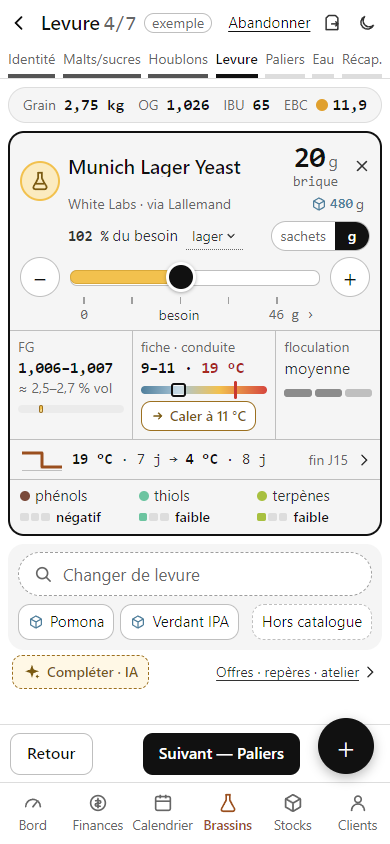 Levure 4/7 exemple Abandonner
Identité Malts/sucres Houblons Levure Paliers Eau Récap.
Grain 2,75 kg OG 1,026 IBU 65 EBC 11,9
Munich Lager Yeast 20 g
brique
White Labs · via Lallemand 480 g
102 % du besoin lager sachets g
0 besoin 46 g ›
FG fiche · conduite floculation
1,006–1,007 9–11 · 19 °C moyenne
≈ 2,5–2,7 % vol
→ Caler à 11 °C
19 °C · 7 j → 4 °C · 8 j fin J15
phénols thiols terpènes
négatif faible faible
Changer de levure
Pomona Verdant IPA Hors catalogue
Compléter · IA Offres · repères · atelier
Retour Suivant — Paliers
Bord Finances Calendrier Brassins Stocks Clients